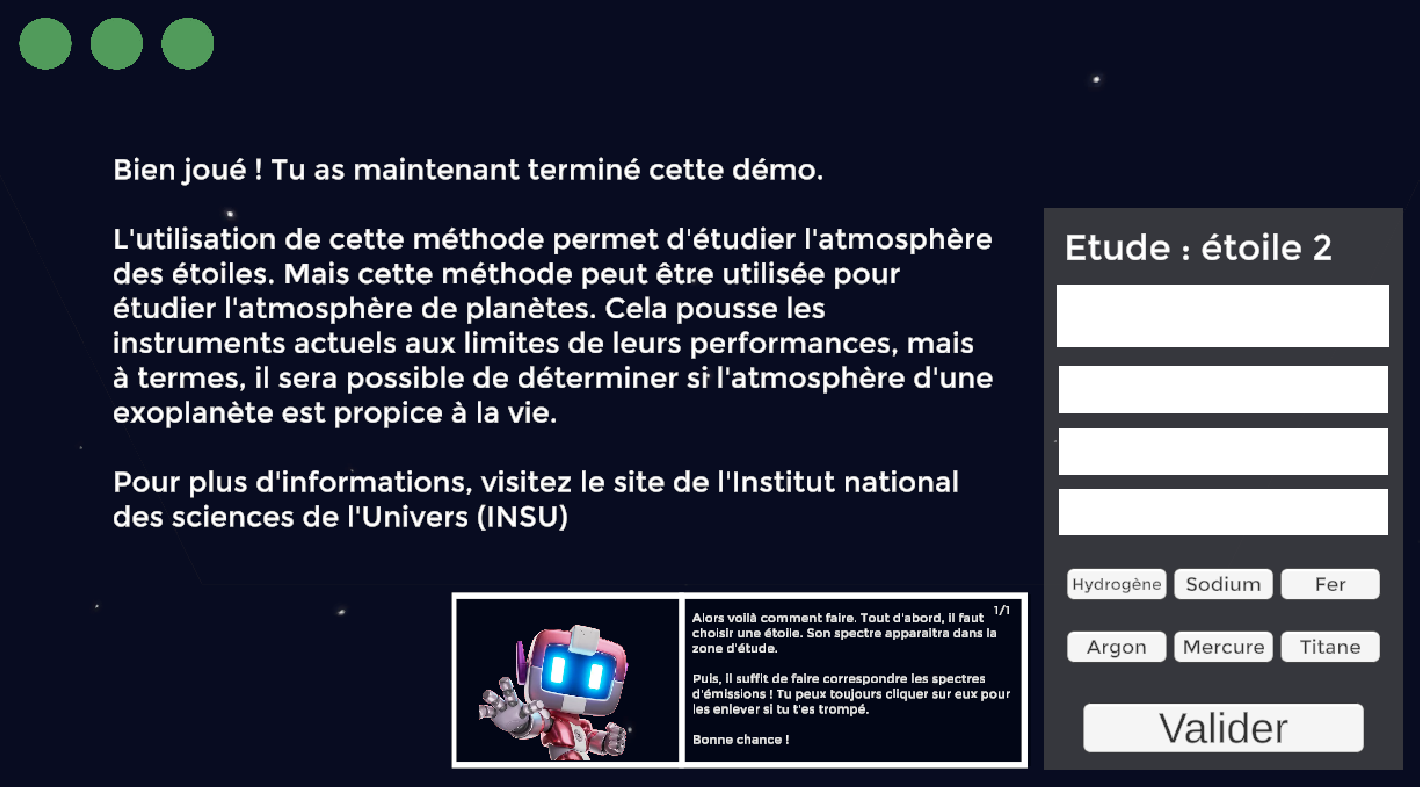 Bien joué ! Tu as maintenant terminé cette démo.
L'utilisation de cette méthode permet d'étudier l'atmosphère
des étoiles. Mais cette méthode peut être utilisée pour
étudier l'atmosphère de planètes. Cela pousse les
instruments actuels aux limites de leurs performances, mais
à termes, il sera possible de déterminer si l'atmosphère d'une
exoplanète est propice à la vie.
Pour plus d'informations, visitez le site de l'Institut national
des sciences de l'Univers (INSU)
Etude : étoile 2
Hydrogène Sodium Fer
Argon Mercure Titane
Valider
1/1
Alors voilà comment faire. Tout d'abord, il faut
choisir une étoile. Son spectre apparaitra dans la
zone d'étude.
Puis, il suffit de faire correspondre les spectres
d'émissions ! Tu peux toujours cliquer sur eux pour
les enlever si tu t'es trompé.
Bonne chance !